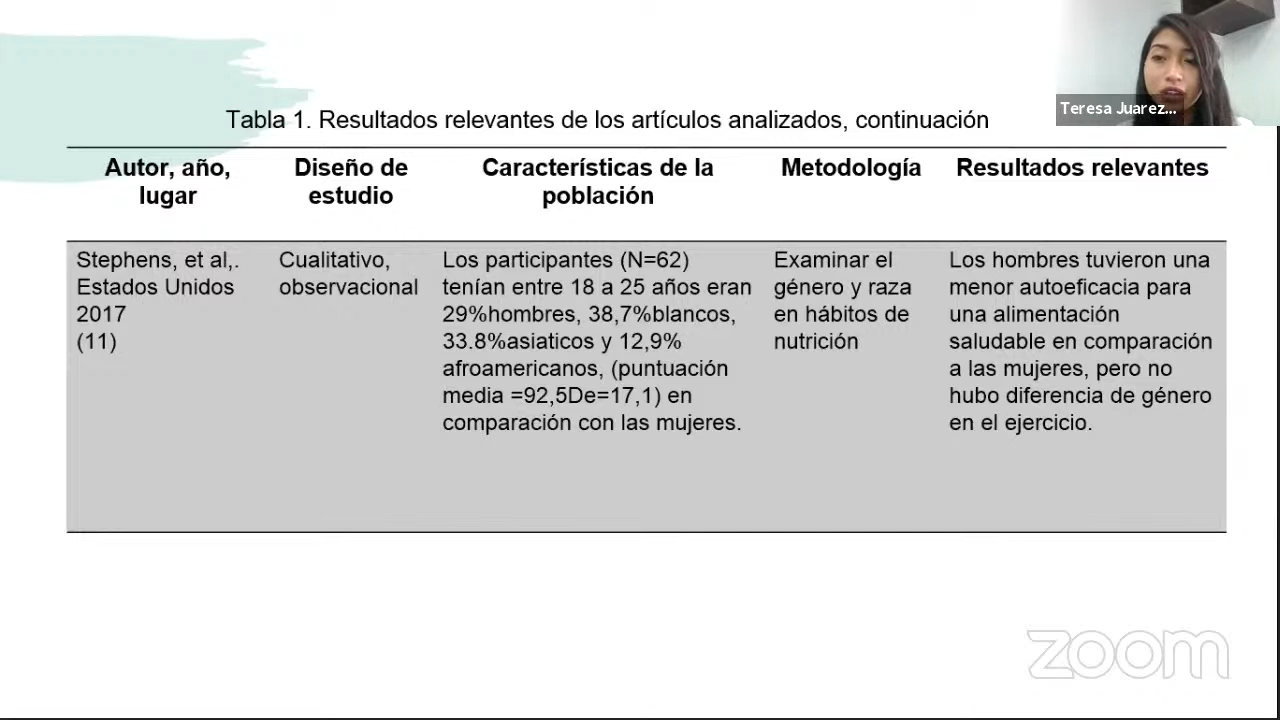 Teresa Juarez...
Tabla 1. Resultados relevantes de los artículos analizados, continuación
Autor, año,
lugar
Diseño de
estudio
Características de la
población
Metodología
Resultados relevantes
Stephens, et al,.
Estados Unidos
2017
(11)
Cualitativo,
observacional
Los participantes (N=62)
tenían entre 18 a 25 años eran
29%hombres, 38,7%blancos,
33.8%asiaticos y 12,9%
afroamericanos, (puntuación
media =92,5De=17,1) en
comparación con las mujeres.
Examinar el
género y raza
en hábitos de
nutrición
Los hombres tuvieron una
menor autoeficacia para
una alimentación
saludable en comparación
a las mujeres, pero no
hubo diferencia de género
en el ejercicio.
zoom